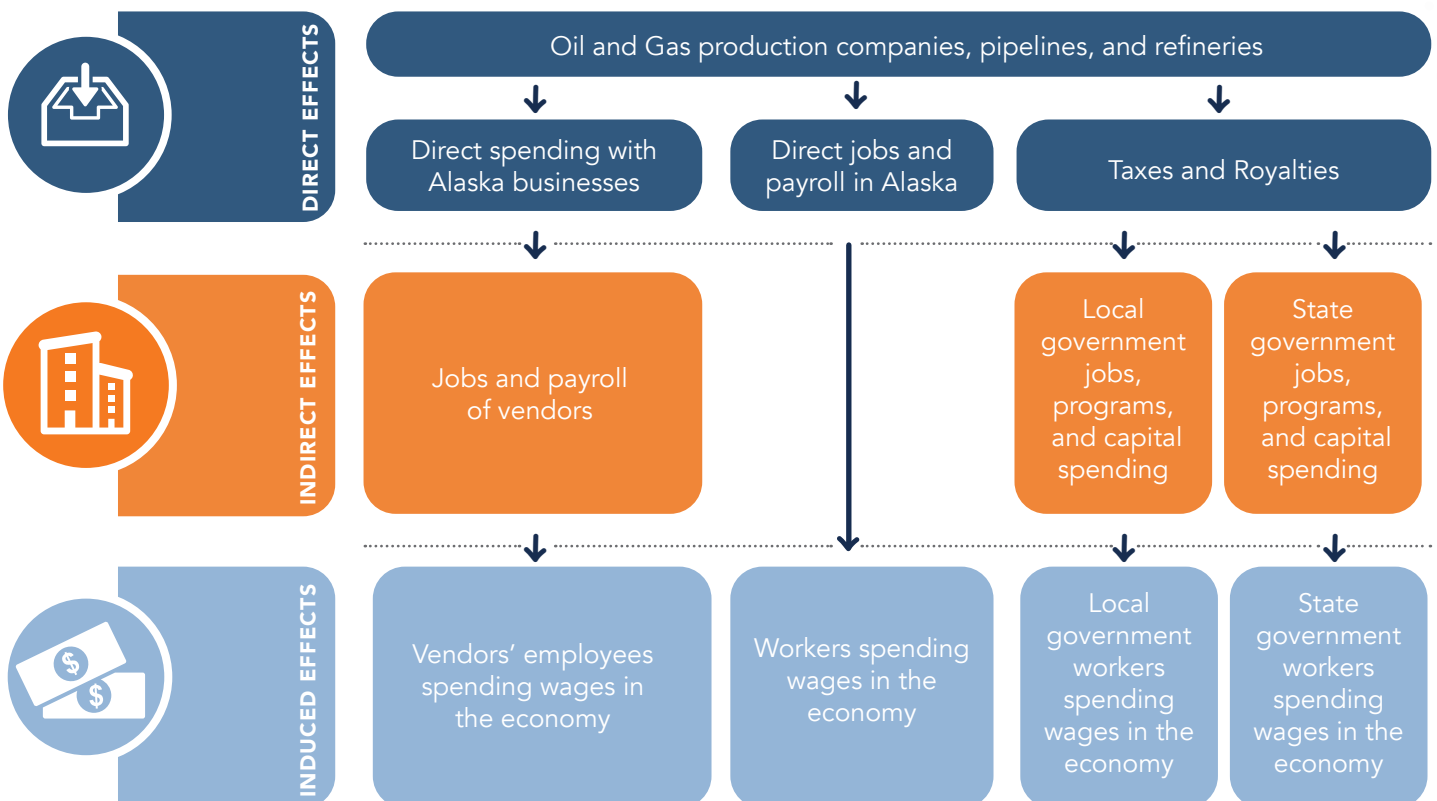 DIRECT EFFECTS
Oil and Gas production companies, pipelines, and refineries
Direct spending with
Alaska businesses
Direct jobs and
payroll in Alaska
Taxes and Royalties
INDIRECT EFFECTS
Jobs and payroll
of vendors
Local
government
jobs,
programs,
and capital
spending
State
government
jobs,
programs,
and capital
spending
INDUCED EFFECTS
$
$
Vendors’ employees
spending wages in
the economy
Workers spending
wages in the
economy
Local
government
workers
spending
wages in the
economy
State
government
workers
spending
wages in the
economy